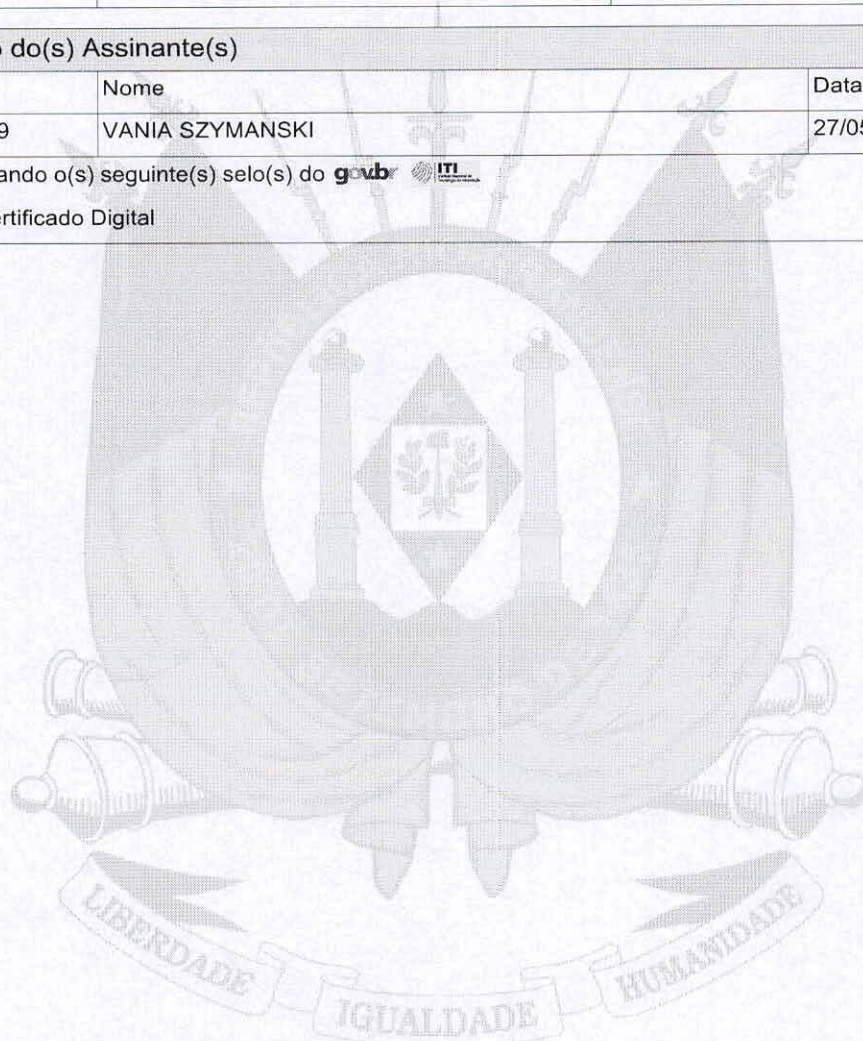 o do(s) Assinante(s)
Nome Data
9 VANIA SZYMANSKI 27/05
ando o(s) seguinte(s) selo(s) do gov.br ITI
ertificado Digital
LIBERDADE IGUALDADE HUMANIDADE